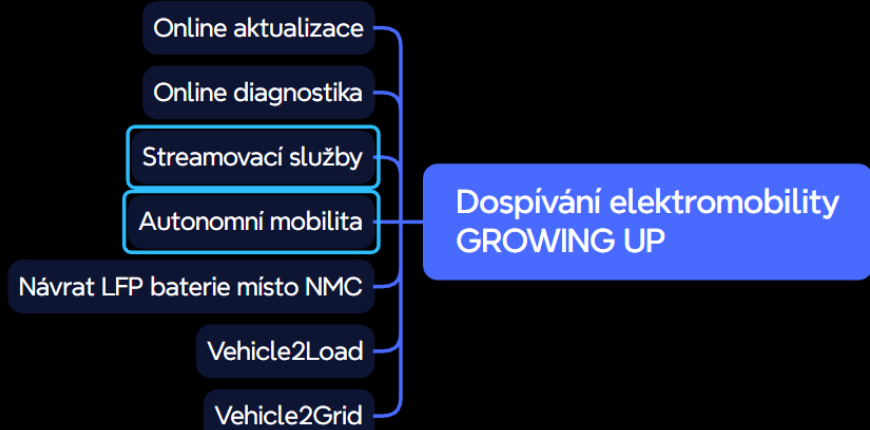 Online aktualizace
Online diagnostika
Streamovací služby
Autonomní mobilita
Návrat LFP baterie místo NMC
Vehicle2Load
Vehicle2Grid
Dospívání elektromobility
GROWING UP